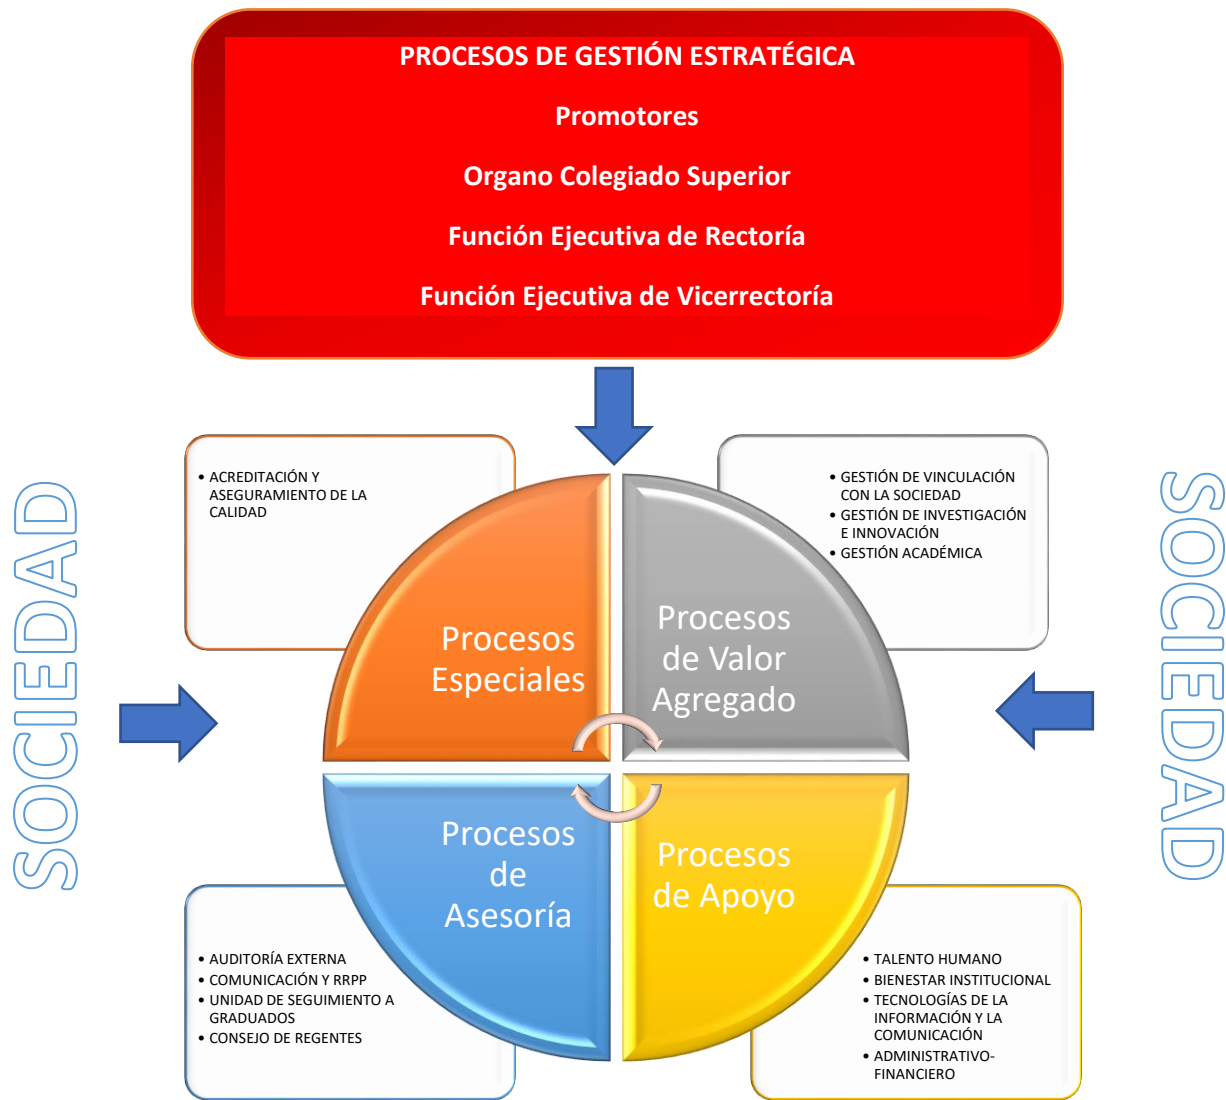 PROCESOS DE GESTIÓN ESTRATÉGICA
Promotores
Organo Colegiado Superior
Función Ejecutiva de Rectoría
Función Ejecutiva de Vicerrectoría
SOCIEDAD
• ACREDITACIÓN Y
ASEGURAMIENTO DE LA
CALIDAD
• GESTIÓN DE VINCULACIÓN
CON LA SOCIEDAD
• GESTIÓN DE INVESTIGACIÓN
E INNOVACIÓN
• GESTIÓN ACADÉMICA
SOCIEDAD
Procesos
Especiales
Procesos
de Valor
Agregado
Procesos
de
Asesoría
Procesos
de Apoyo
• AUDITORÍA EXTERNA
• COMUNICACIÓN Y RRPP
• UNIDAD DE SEGUIMIENTO A
GRADUADOS
• CONSEJO DE REGENTES
• TALENTO HUMANO
• BIENESTAR INSTITUCIONAL
• TECNOLOGÍAS DE LA
INFORMACIÓN Y LA
COMUNICACIÓN
• ADMINISTRATIVO-
FINANCIERO